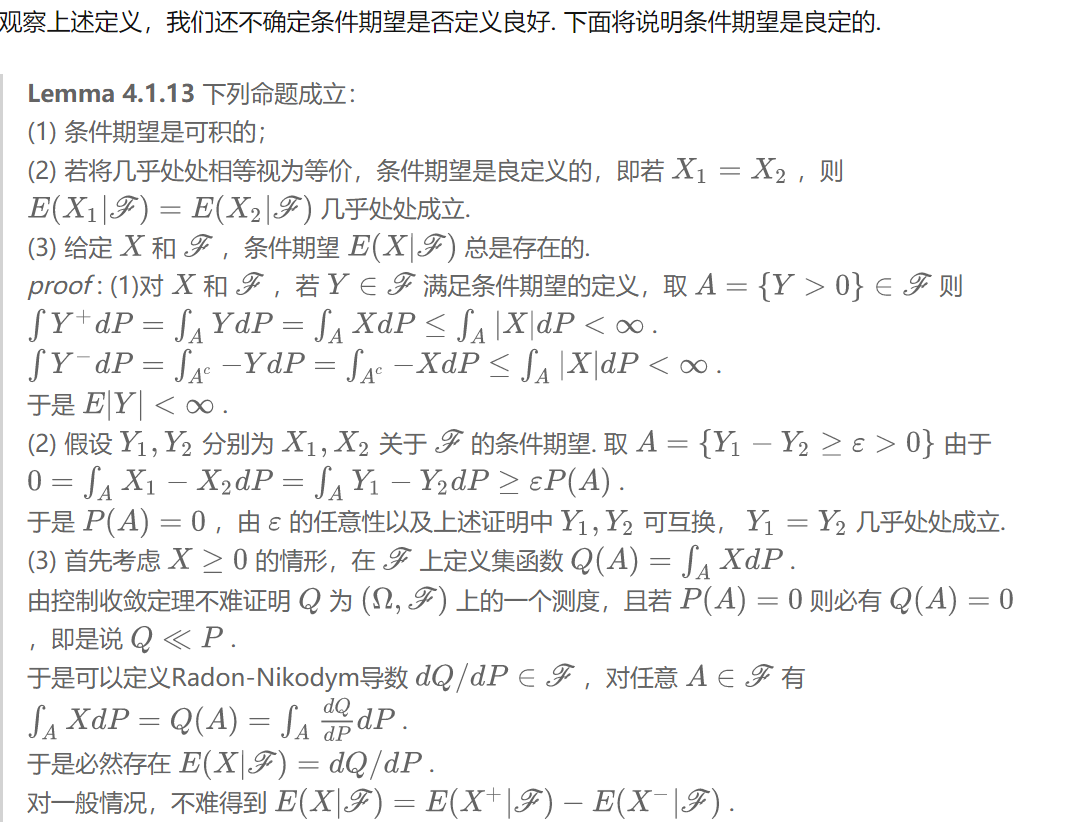 观察上述定义，我们还不确定条件期望是否定义良好. 下面将说明条件期望是良定的.
Lemma 4.1.13 下列命题成立：
(1) 条件期望是可积的；
(2) 若将几乎处处相等视为等价，条件期望是良定义的，即若 $X_1 = X_2$ ，则
$E(X_1|\mathscr{F}) = E(X_2|\mathscr{F})$ 几乎处处成立.
(3) 给定 $X$ 和 $\mathscr{F}$ ，条件期望 $E(X|\mathscr{F})$ 总是存在的.
proof : (1)对 $X$ 和 $\mathscr{F}$ ，若 $Y \in \mathscr{F}$ 满足条件期望的定义，取 $A = \{Y > 0\} \in \mathscr{F}$ 则
$\int Y^+ dP = \int_A Y dP = \int_A X dP \leq \int_A |X| dP < \infty$ .
$\int Y^- dP = \int_{A^c} -Y dP = \int_{A^c} -X dP \leq \int_A |X| dP < \infty$ .
于是 $E|Y| < \infty$ .
(2) 假设 $Y_1, Y_2$ 分别为 $X_1, X_2$ 关于 $\mathscr{F}$ 的条件期望. 取 $A = \{Y_1 - Y_2 \geq \varepsilon > 0\}$ 由于
$0 = \int_A X_1 - X_2 dP = \int_A Y_1 - Y_2 dP \geq \varepsilon P(A)$ .
于是 $P(A) = 0$ ，由 $\varepsilon$ 的任意性以及上述证明中 $Y_1, Y_2$ 可互换， $Y_1 = Y_2$ 几乎处处成立.
(3) 首先考虑 $X \geq 0$ 的情形，在 $\mathscr{F}$ 上定义集函数 $Q(A) = \int_A X dP$ .
由控制收敛定理不难证明 $Q$ 为 $(\Omega, \mathscr{F})$ 上的一个测度，且若 $P(A) = 0$ 则必有 $Q(A) = 0$
，即是说 $Q \ll P$ .
于是可以定义Radon-Nikodym导数 $dQ/dP \in \mathscr{F}$ ，对任意 $A \in \mathscr{F}$ 有
$\int_A X dP = Q(A) = \int_A \frac{dQ}{dP} dP$ .
于是必然存在 $E(X|\mathscr{F}) = dQ/dP$ .
对一般情况，不难得到 $E(X|\mathscr{F}) = E(X^+|\mathscr{F}) - E(X^-|\mathscr{F})$ .